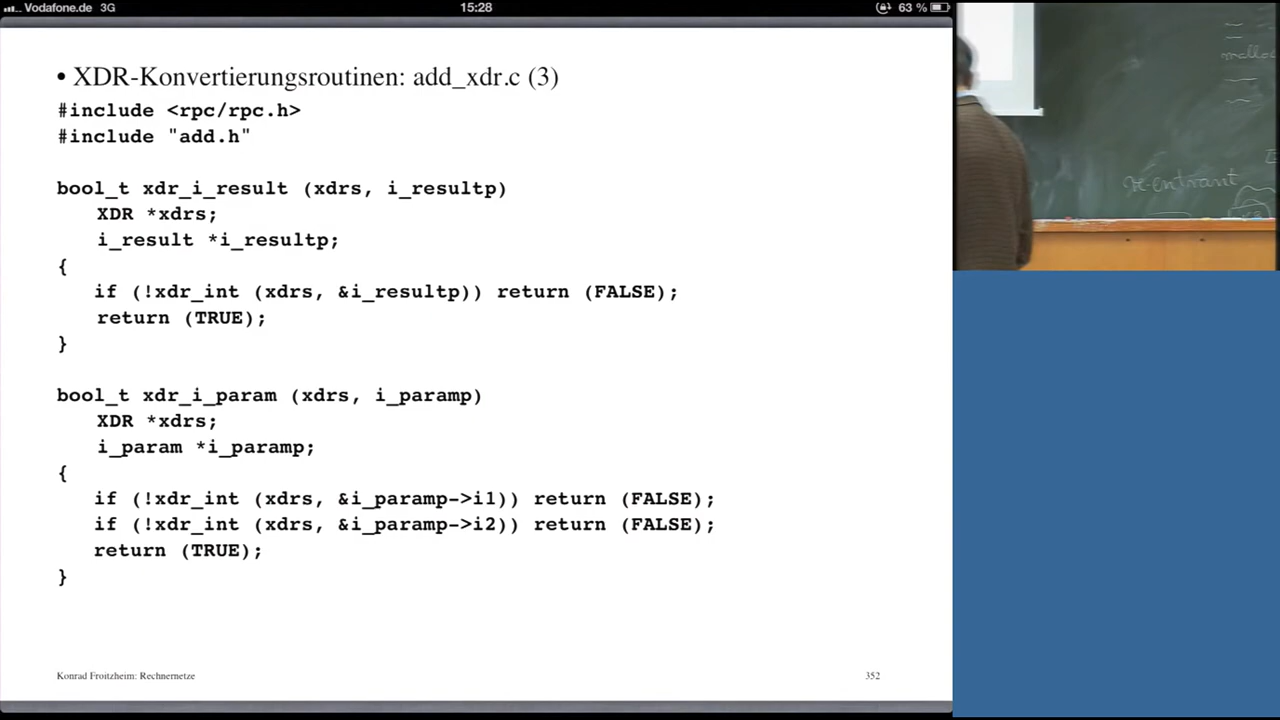 Vodafone.de 3G 15:28 63 %
• XDR-Konvertierungsroutinen: add_xdr.c (3)
#include <rpc/rpc.h>
#include "add.h"
bool_t xdr_i_result (xdrs, i_resultp)
XDR *xdrs;
i_result *i_resultp;
{
if (!xdr_int (xdrs, &i_resultp)) return (FALSE);
return (TRUE);
}
bool_t xdr_i_param (xdrs, i_paramp)
XDR *xdrs;
i_param *i_paramp;
{
if (!xdr_int (xdrs, &i_paramp->i1)) return (FALSE);
if (!xdr_int (xdrs, &i_paramp->i2)) return (FALSE);
return (TRUE);
}
Konrad Froitzheim: Rechnernetze 352
malloc
re-entrant